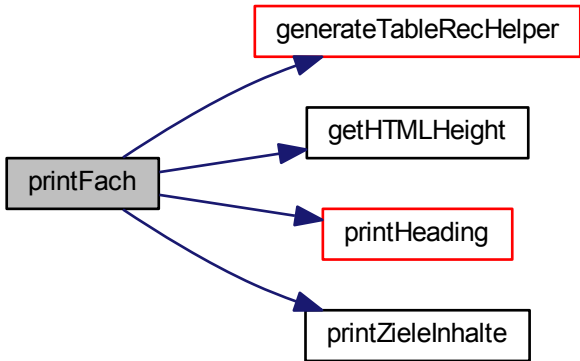 generateTableRecHelper
getHTMLHeight
printFach
printHeading
printZieleInhalte